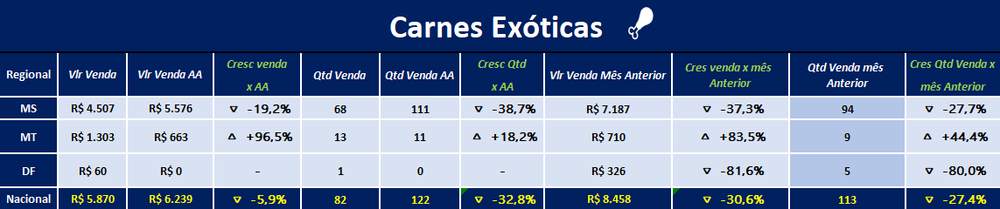 Carnes Exóticas
Regional Vlr Venda Vlr Venda AA Cresc venda x AA Qtd Venda Qtd Venda AA Cresc Qtd x AA Vlr Venda Mês Anterior Cres venda x mês Anterior Qtd Venda mês Anterior Cres Qtd Venda x mês Anterior
MS R$ 4.507 R$ 5.576 -19,2% 68 111 -38,7% R$ 7.187 -37,3% 94 -27,7%
MT R$ 1.303 R$ 663 +96,5% 13 11 +18,2% R$ 710 +83,5% 9 +44,4%
DF R$ 60 R$ 0 - 1 0 - R$ 326 -81,6% 5 -80,0%
Nacional R$ 5.870 R$ 6.239 -5,9% 82 122 -32,8% R$ 8.458 -30,6% 113 -27,4%